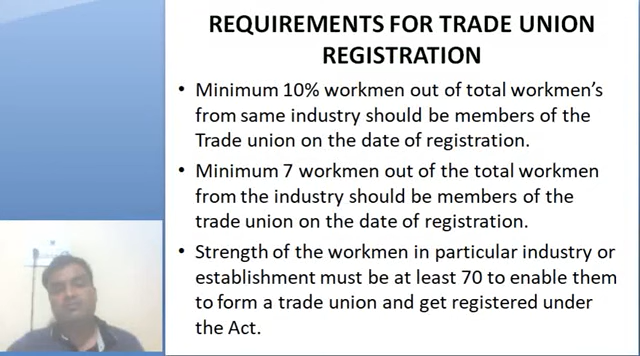 REQUIREMENTS FOR TRADE UNION
REGISTRATION
• Minimum 10% workmen out of total workmen's
from same industry should be members of the
Trade union on the date of registration.
• Minimum 7 workmen out of the total workmen
from the industry should be members of the
trade union on the date of registration.
• Strength of the workmen in particular industry or
establishment must be at least 70 to enable them
to form a trade union and get registered under
the Act.